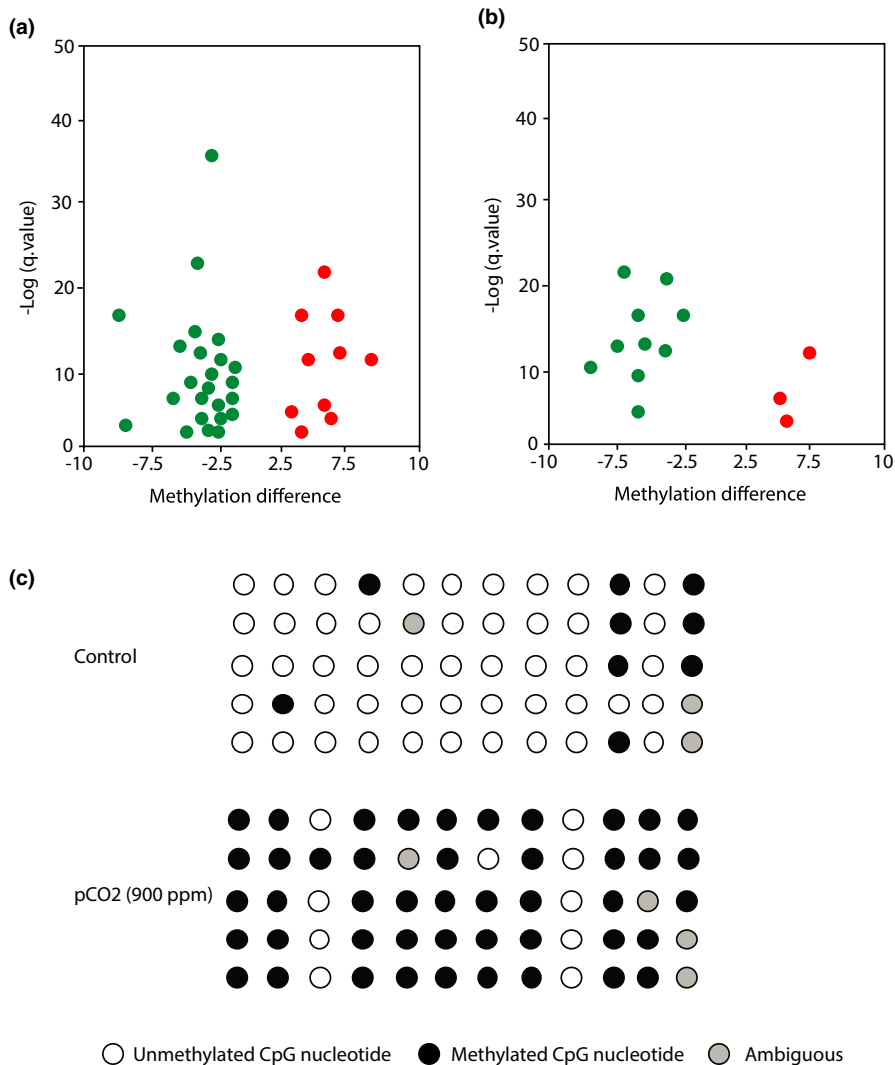 (a)
50
40
30
20
10
0
-10 -7.5 -2.5 2.5 7.5 10
-Log (q.value)
Methylation difference
(b)
50
40
30
20
10
0
-10 -7.5 -2.5 2.5 7.5 10
-Log (q.value)
Methylation difference
(c)
Control
pCO2 (900 ppm)
Unmethylated CpG nucleotide Methylated CpG nucleotide Ambiguous